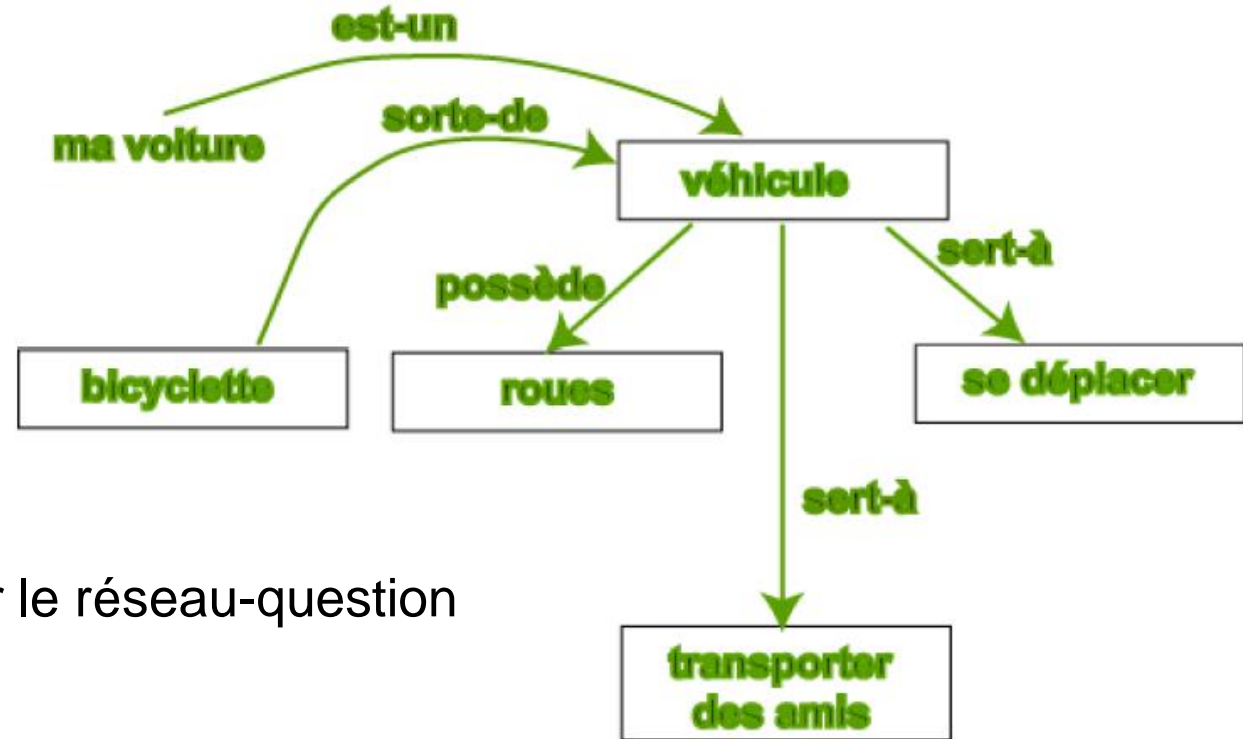 est-un
ma voiture
sorte-de
véhicule
possède
sert-à
bicyclette
roues
se déplacer
sert-à
r le réseau-question
transporter
des amis